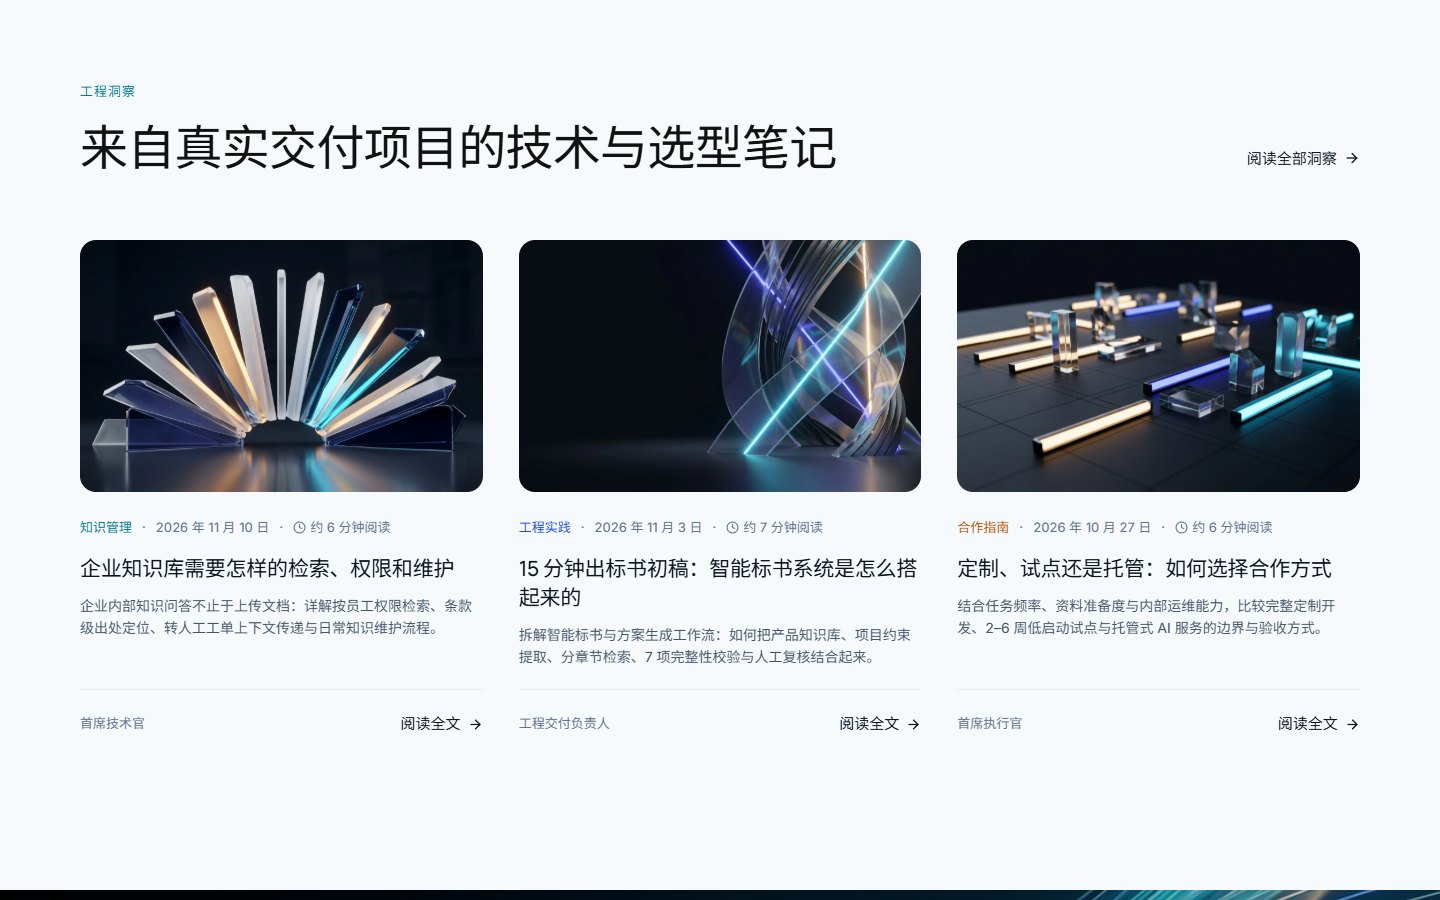 工程洞察
来自真实交付项目的技术与选型笔记
阅读全部洞察
知识管理 · 2026 年 11 月 10 日 · 约 6 分钟阅读
企业知识库需要怎样的检索、权限和维护
企业内部知识问答不止于上传文档：详解按员工权限检索、条款
级出处定位、转人工工单上下文传递与日常知识维护流程。
首席技术官
阅读全文
工程实践 · 2026 年 11 月 3 日 · 约 7 分钟阅读
15 分钟出标书初稿：智能标书系统是怎么搭
起来的
拆解智能标书与方案生成工作流：如何把产品知识库、项目约束
提取、分章节检索、7 项完整性校验与人工复核结合起来。
工程交付负责人
阅读全文
合作指南 · 2026 年 10 月 27 日 · 约 6 分钟阅读
定制、试点还是托管：如何选择合作方式
结合任务频率、资料准备度与内部运维能力，比较完整定制开
发、2–6 周低启动试点与托管式 AI 服务的边界与验收方式。
首席执行官
阅读全文